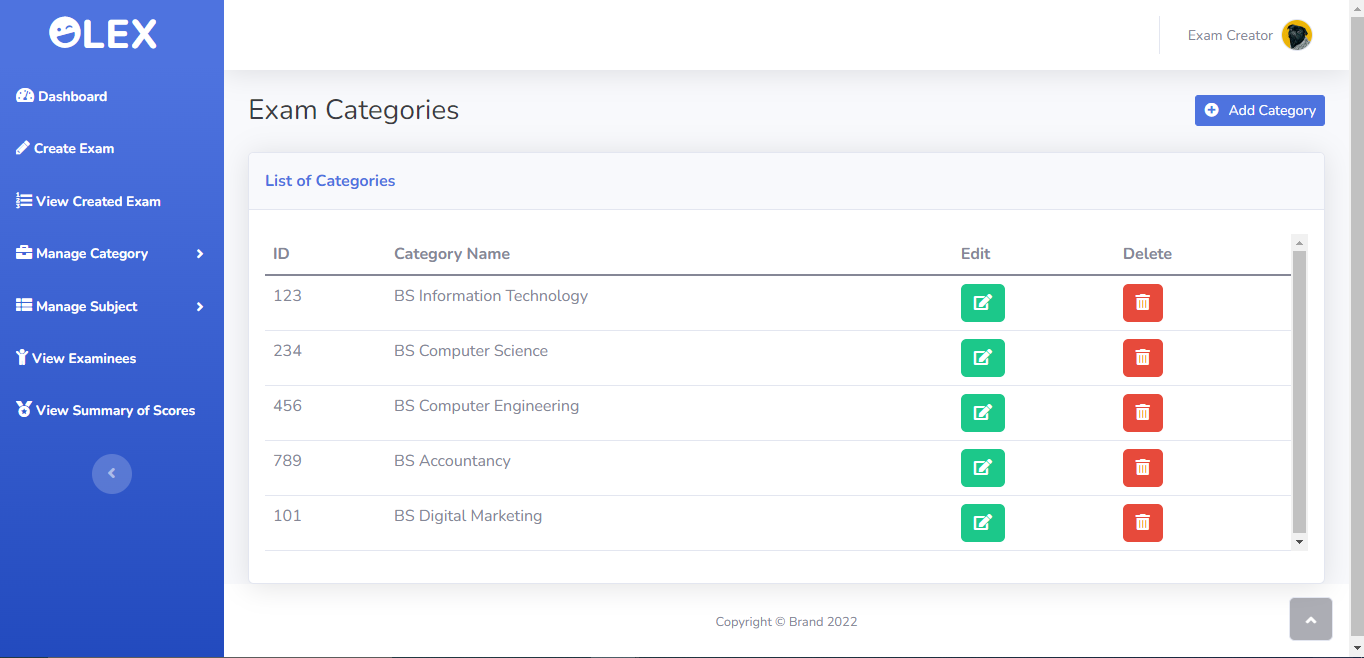 OLEX
Exam Creator
Dashboard
Create Exam
View Created Exam
Manage Category
Manage Subject
View Examinees
View Summary of Scores
Exam Categories
Add Category
List of Categories
ID Category Name Edit Delete
123 BS Information Technology
234 BS Computer Science
456 BS Computer Engineering
789 BS Accountancy
101 BS Digital Marketing
Copyright © Brand 2022